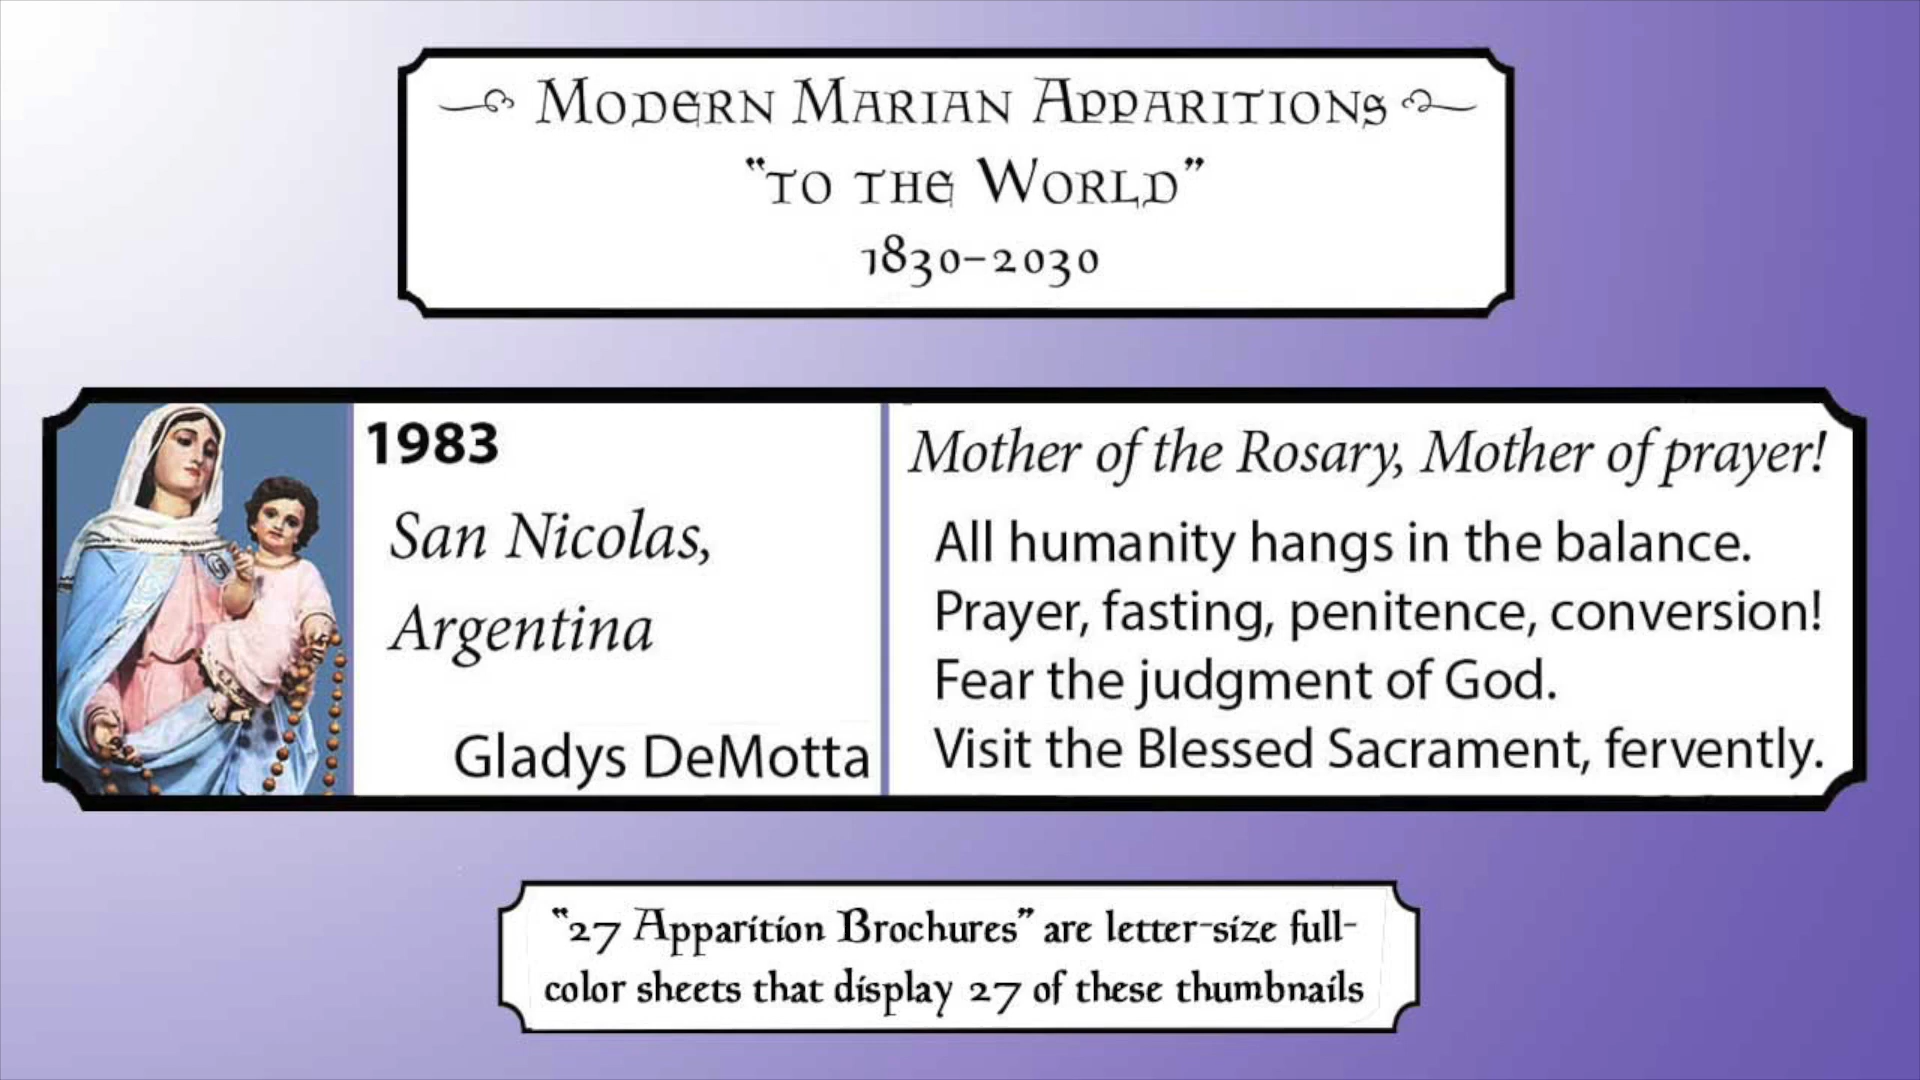 Modern Marian Apparitions
"to the World"
1830–2030
1983
San Nicolas,
Argentina
Gladys DeMotta
Mother of the Rosary, Mother of prayer!
All humanity hangs in the balance.
Prayer, fasting, penitence, conversion!
Fear the judgment of God.
Visit the Blessed Sacrament, fervently.
"27 Apparition Brochures" are letter-size full-
color sheets that display 27 of these thumbnails